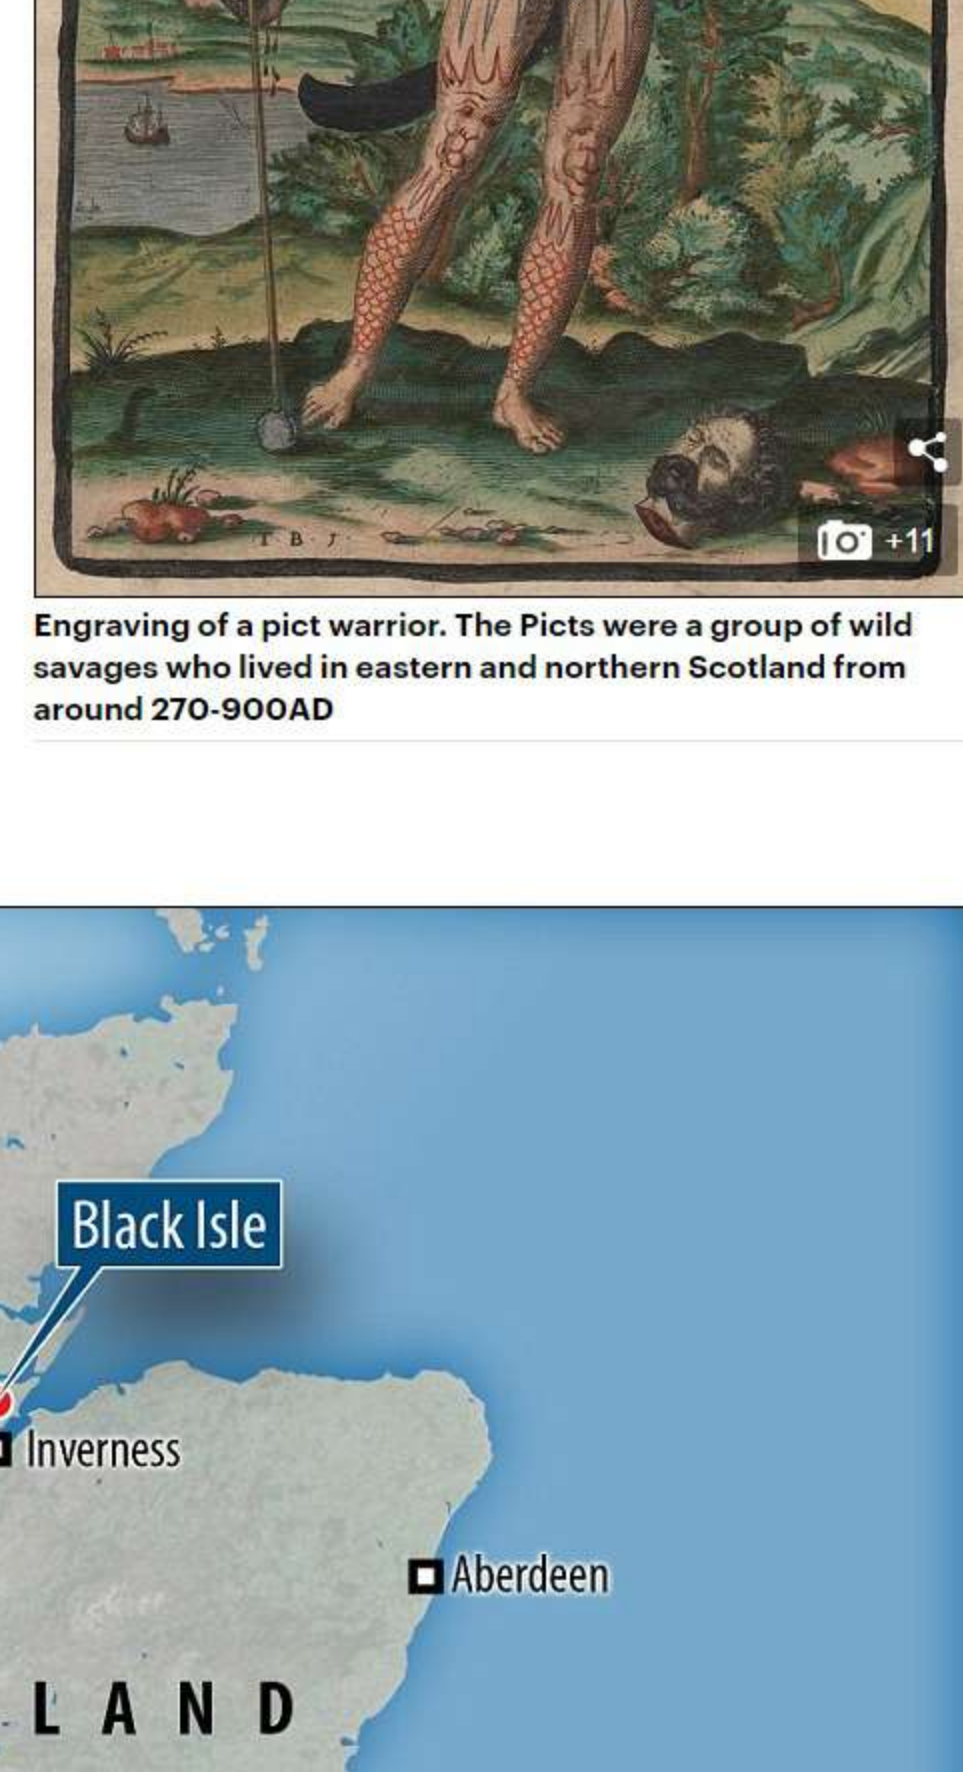 T B · J ·
+11
Engraving of a pict warrior. The Picts were a group of wild
savages who lived in eastern and northern Scotland from
around 270-900AD
Black Isle
Inverness
Aberdeen
L A N D